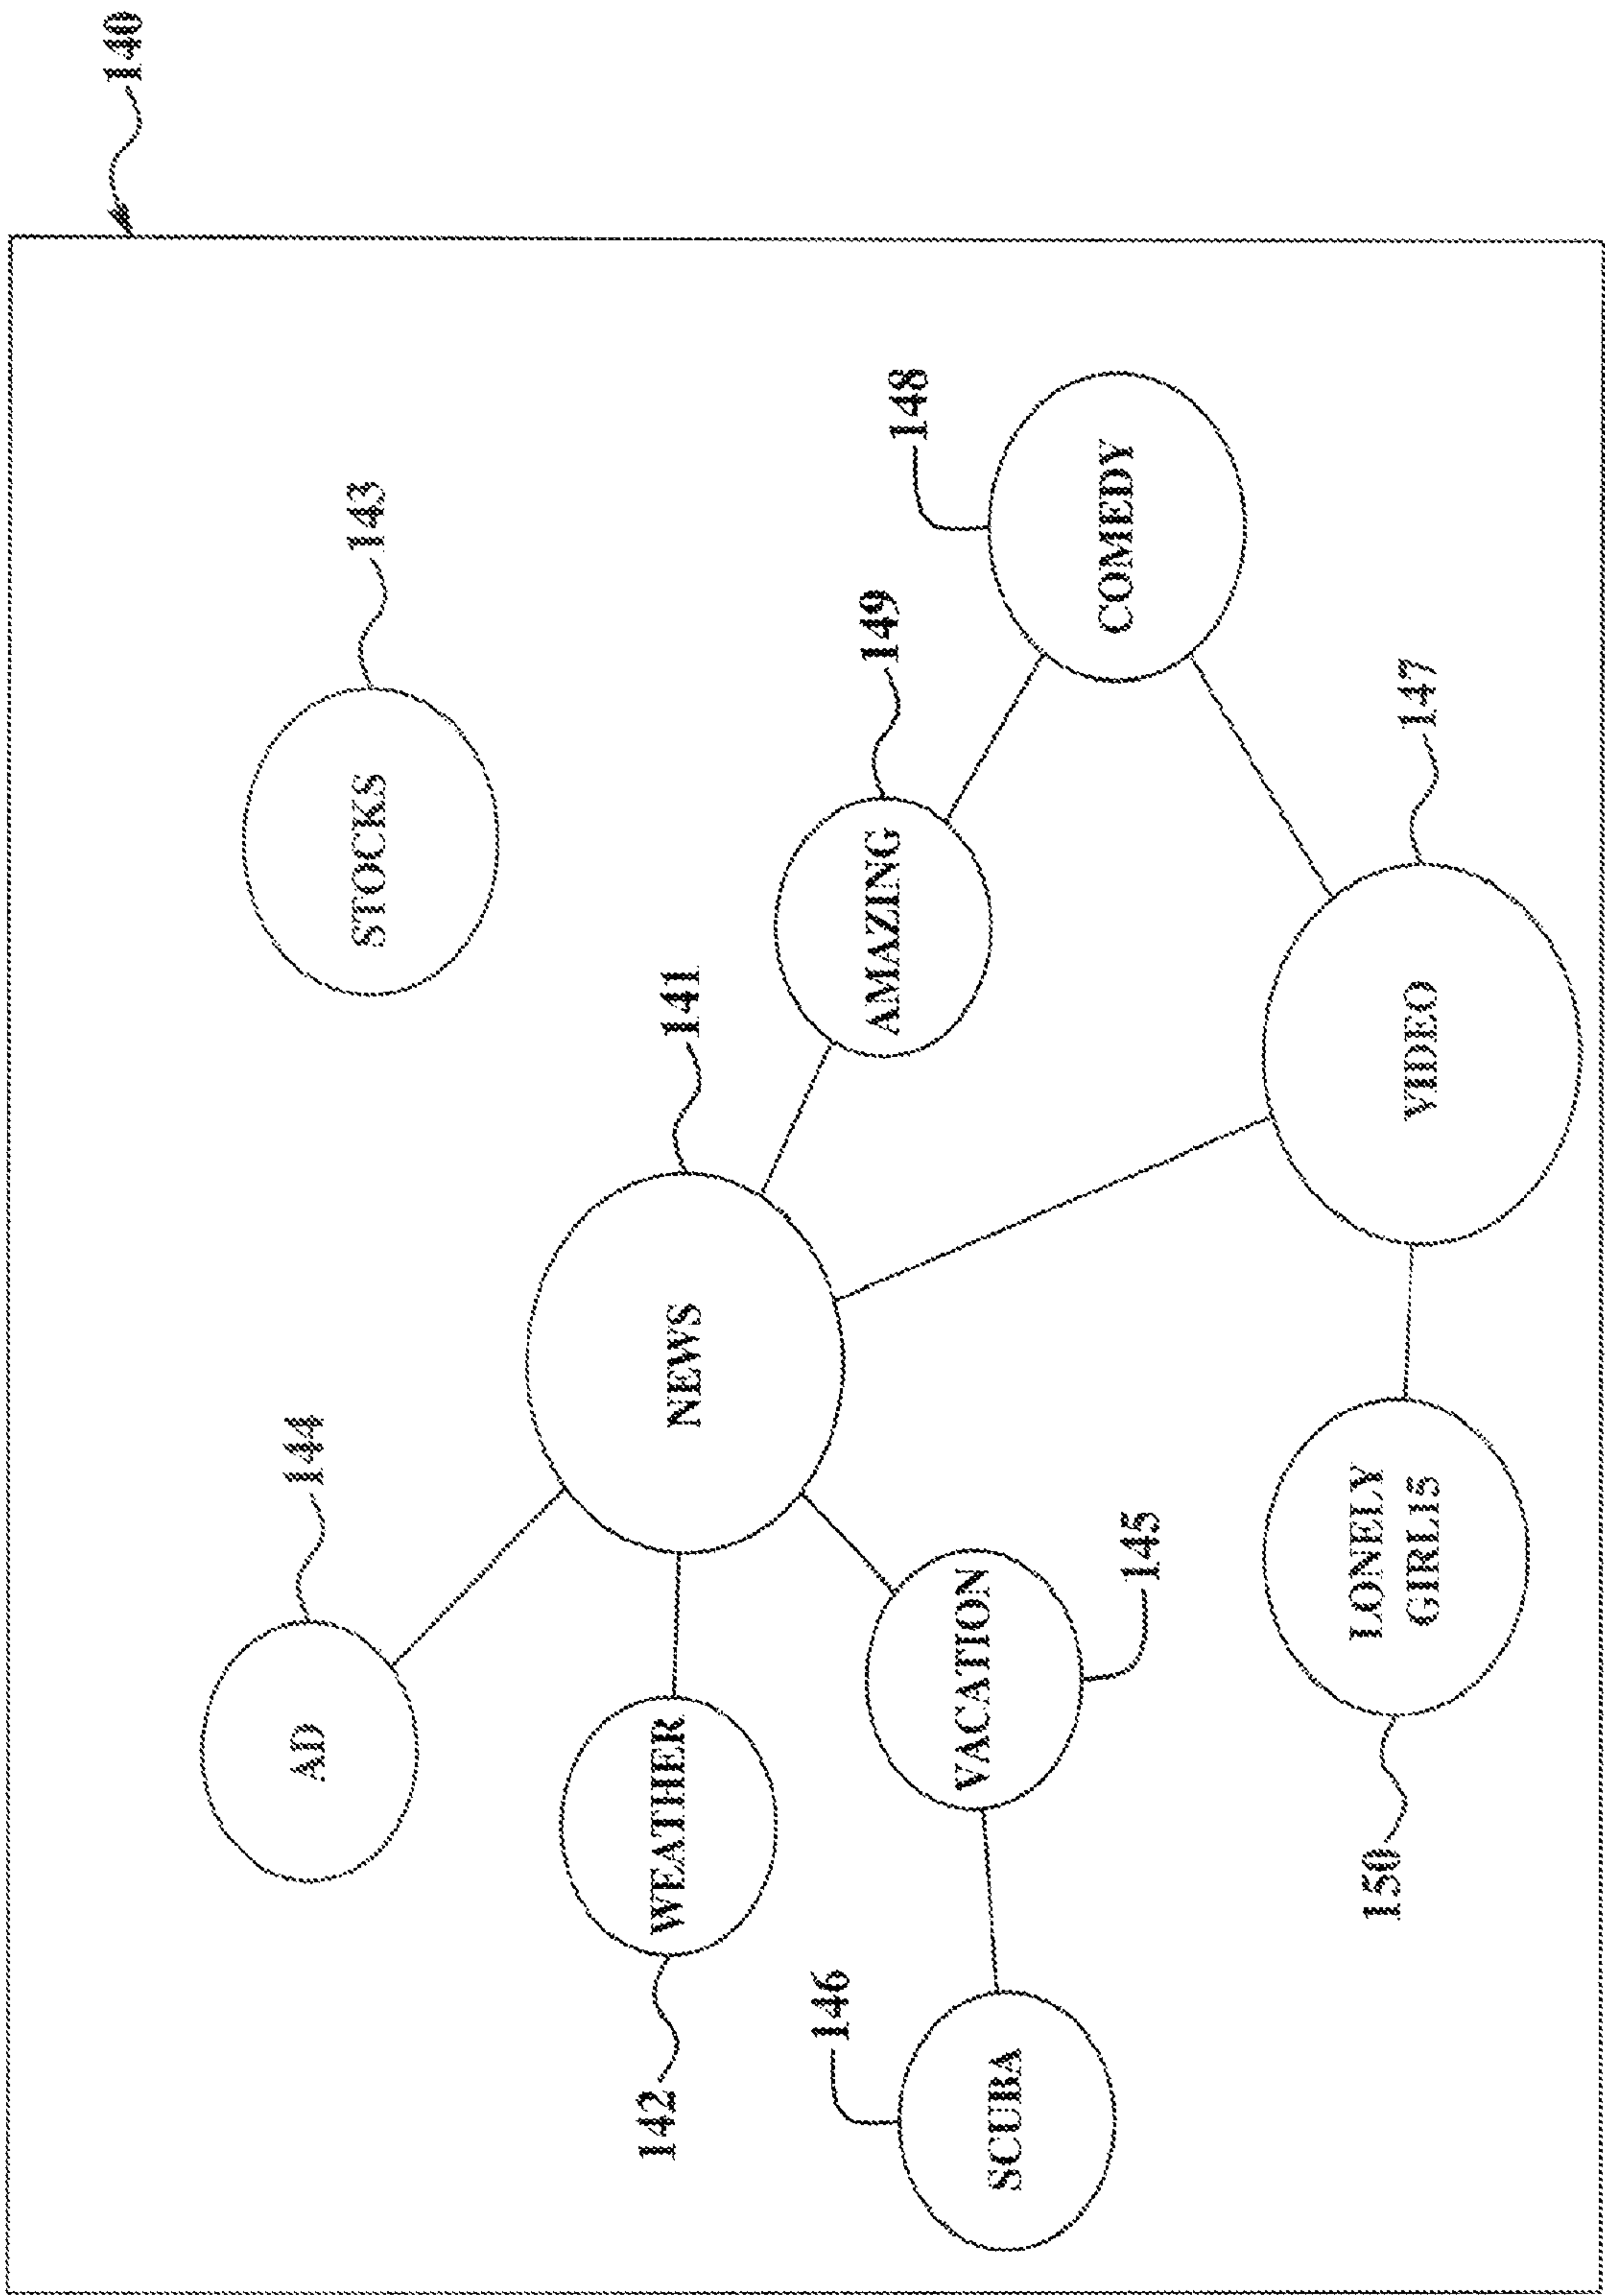 140
AD
144
STOCKS
143
NEWS
141
WEATHER
142
AMAZING
149
VACATION
145
SCUBA
146
COMEDY
148
VIDEO
147
LONELY
GIRL15
150